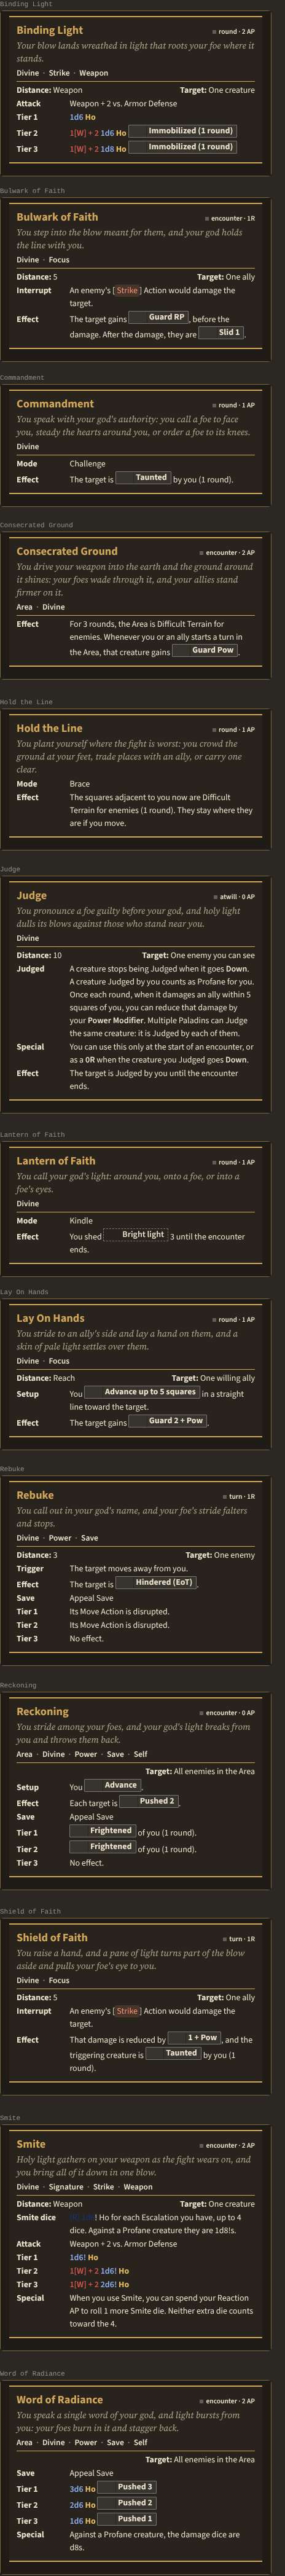 Binding Light
Binding Light
round · 2 AP
Your blow lands wreathed in light that roots your foe where it
stands.
Divine · Strike · Weapon
Distance: Weapon Target: One creature
Attack Weapon + 2 vs. Armor Defense
Tier 1 1d6 Ho
Tier 2 1[W] + 2 1d6 Ho Immobilized (1 round)
Tier 3 1[W] + 2 1d8 Ho Immobilized (1 round)
Bulwark of Faith
Bulwark of Faith
encounter · 1R
You step into the blow meant for them, and your god holds
the line with you.
Divine · Focus
Distance: 5 Target: One ally
Interrupt An enemy's [Strike] Action would damage the
target.
Effect The target gains Guard RP, before the
damage. After the damage, they are Slid 1.
Commandment
Commandment
round · 1 AP
You speak with your god's authority: you call a foe to face
you, steady the hearts around you, or order a foe to its knees.
Divine
Mode Challenge
Effect The target is Taunted by you (1 round).
Consecrated Ground
Consecrated Ground
encounter · 2 AP
You drive your weapon into the earth and the ground around
it shines: your foes wade through it, and your allies stand
firmer on it.
Area · Divine
Effect For 3 rounds, the Area is Difficult Terrain for
enemies. Whenever you or an ally starts a turn in
the Area, that creature gains Guard Pow.
Hold the Line
Hold the Line
round · 1 AP
You plant yourself where the fight is worst: you crowd the
ground at your feet, trade places with an ally, or carry one
clear.
Mode Brace
Effect The squares adjacent to you now are Difficult
Terrain for enemies (1 round). They stay where they
are if you move.
Judge
Judge
atwill · 0 AP
You pronounce a foe guilty before your god, and holy light
dulls its blows against those who stand near you.
Divine
Distance: 10 Target: One enemy you can see
Judged A creature stops being Judged when it goes Down.
A creature Judged by you counts as Profane for you.
Once each round, when it damages an ally within 5
squares of you, you can reduce that damage by
your Power Modifier. Multiple Paladins can Judge
the same creature: it is Judged by each of them.
Special You can use this only at the start of an encounter, or
as a 0R when the creature you Judged goes Down.
Effect The target is Judged by you until the encounter
ends.
Lantern of Faith
Lantern of Faith
round · 1 AP
You call your god's light: around you, onto a foe, or into a
foe's eyes.
Divine
Mode Kindle
Effect You shed Bright light 3 until the encounter
ends.
Lay On Hands
Lay On Hands
round · 1 AP
You stride to an ally's side and lay a hand on them, and a
skin of pale light settles over them.
Divine · Focus
Distance: Reach Target: One willing ally
Setup You Advance up to 5 squares in a straight
line toward the target.
Effect The target gains Guard 2 + Pow.
Rebuke
Rebuke
turn · 1R
You call out in your god's name, and your foe's stride falters
and stops.
Divine · Power · Save
Distance: 3 Target: One enemy
Trigger The target moves away from you.
Effect The target is Hindered (EoT).
Save Appeal Save
Tier 1 Its Move Action is disrupted.
Tier 2 Its Move Action is disrupted.
Tier 3 No effect.
Reckoning
Reckoning
encounter · 0 AP
You stride among your foes, and your god's light breaks from
you and throws them back.
Area · Divine · Power · Save · Self
Target: All enemies in the Area
Setup You Advance.
Effect Each target is Pushed 2.
Save Appeal Save
Tier 1 Frightened of you (1 round).
Tier 2 Frightened of you (1 round).
Tier 3 No effect.
Shield of Faith
Shield of Faith
turn · 1R
You raise a hand, and a pane of light turns part of the blow
aside and pulls your foe's eye to you.
Divine · Focus
Distance: 5 Target: One ally
Interrupt An enemy's [Strike] Action would damage the
target.
Effect That damage is reduced by 1 + Pow, and the
triggering creature is Taunted by you (1
round).
Smite
Smite
encounter · 2 AP
Holy light gathers on your weapon as the fight wears on, and
you bring all of it down in one blow.
Divine · Signature · Strike · Weapon
Distance: Weapon Target: One creature
Smite dice ! Ho for each Escalation you have, up to 4
dice. Against a Profane creature they are 1d8!s.
Attack Weapon + 2 vs. Armor Defense
Tier 1 1d6! Ho
Tier 2 1[W] + 2 1d6! Ho
Tier 3 1[W] + 2 2d6! Ho
Special When you use Smite, you can spend your Reaction
AP to roll 1 more Smite die. Neither extra die counts
toward the 4.
Word of Radiance
Word of Radiance
encounter · 2 AP
You speak a single word of your god, and light bursts from
you: your foes burn in it and stagger back.
Area · Divine · Power · Save · Self
Target: All enemies in the Area
Save Appeal Save
Tier 1 3d6 Ho Pushed 3
Tier 2 2d6 Ho Pushed 2
Tier 3 1d6 Ho Pushed 1
Special Against a Profane creature, the damage dice are
d8s.